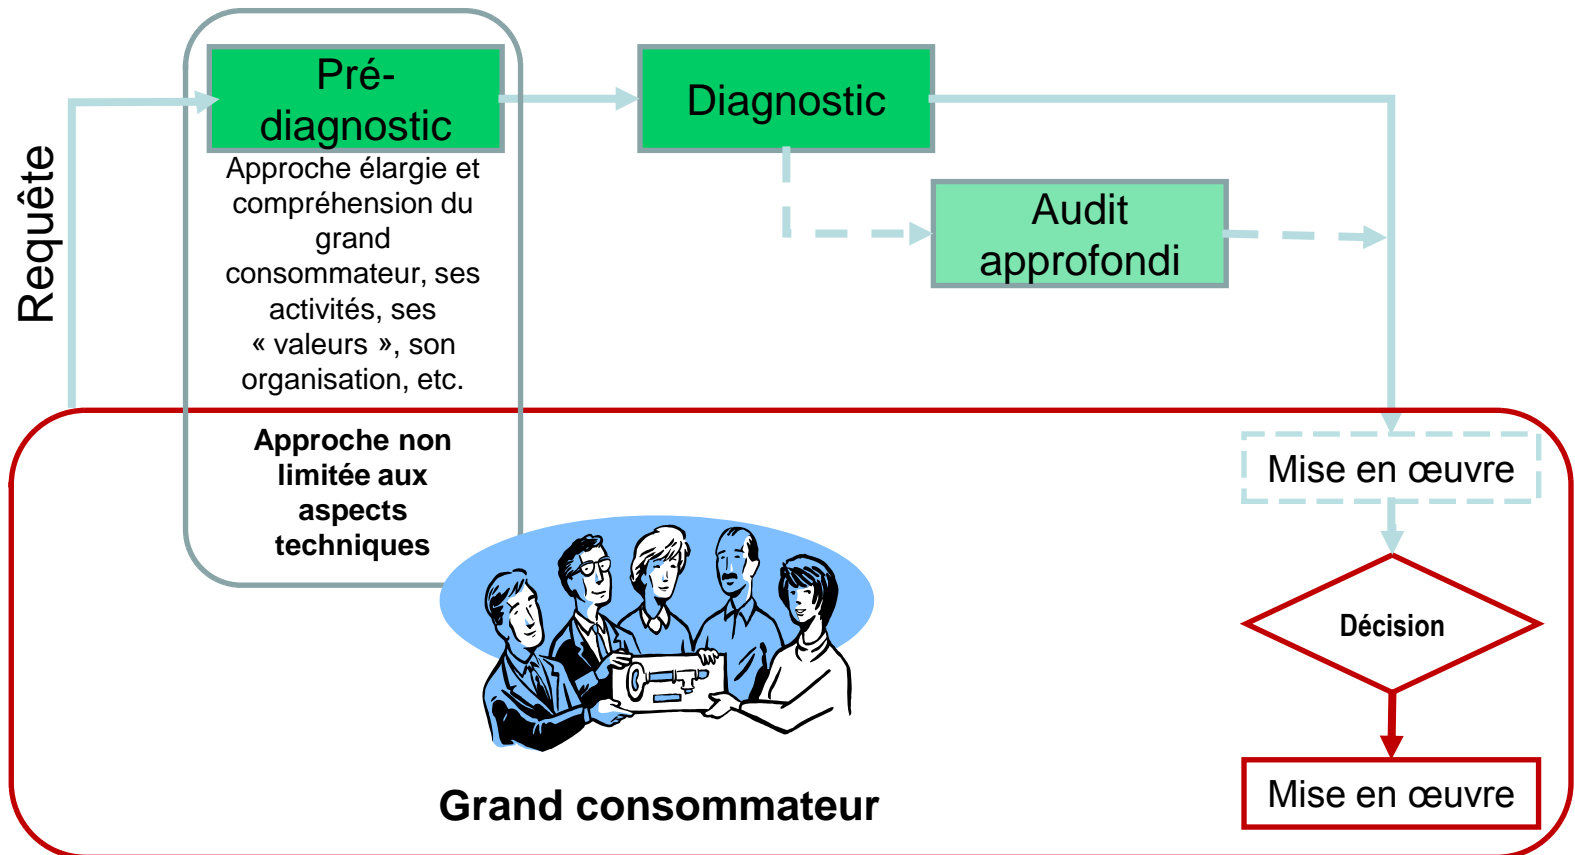 Requête
Pré-
diagnostic
Approche élargie et
compréhension du
grand
consommateur, ses
activités, ses
« valeurs », son
organisation, etc.
Approche non
limitée aux
aspects
techniques
Diagnostic
Audit
approfondi
Mise en œuvre
Décision
Mise en œuvre
Grand consommateur